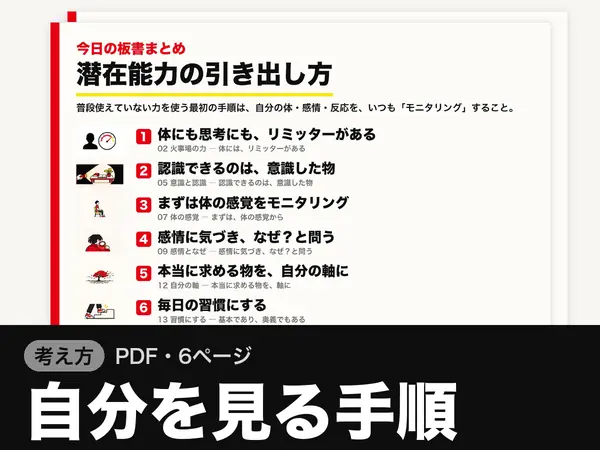 今日の板書まとめ
潜在能力の引き出し方
普段使えていない力を使う最初の手順は、自分の体・感情・反応を、いつも「モニタリング」すること。
1 体にも思考にも、リミッターがある
02 火事場の力 — 体には、リミッターがある
2 認識できるのは、意識した物
05 意識と認識 — 認識できるのは、意識した物
3 まずは体の感覚をモニタリング
07 体の感覚 — まずは、体の感覚から
4 感情に気づき、なぜ？と問う
09 感情となぜ — 感情に気づき、なぜ？と問う
5 本当に求める物を、自分の軸に
12 自分の軸 — 本当に求める物を、軸に
6 毎日の習慣にする
13 習慣にする — 基本であり、奥義でもある
考え方 PDF・6ページ
自分を見る手順